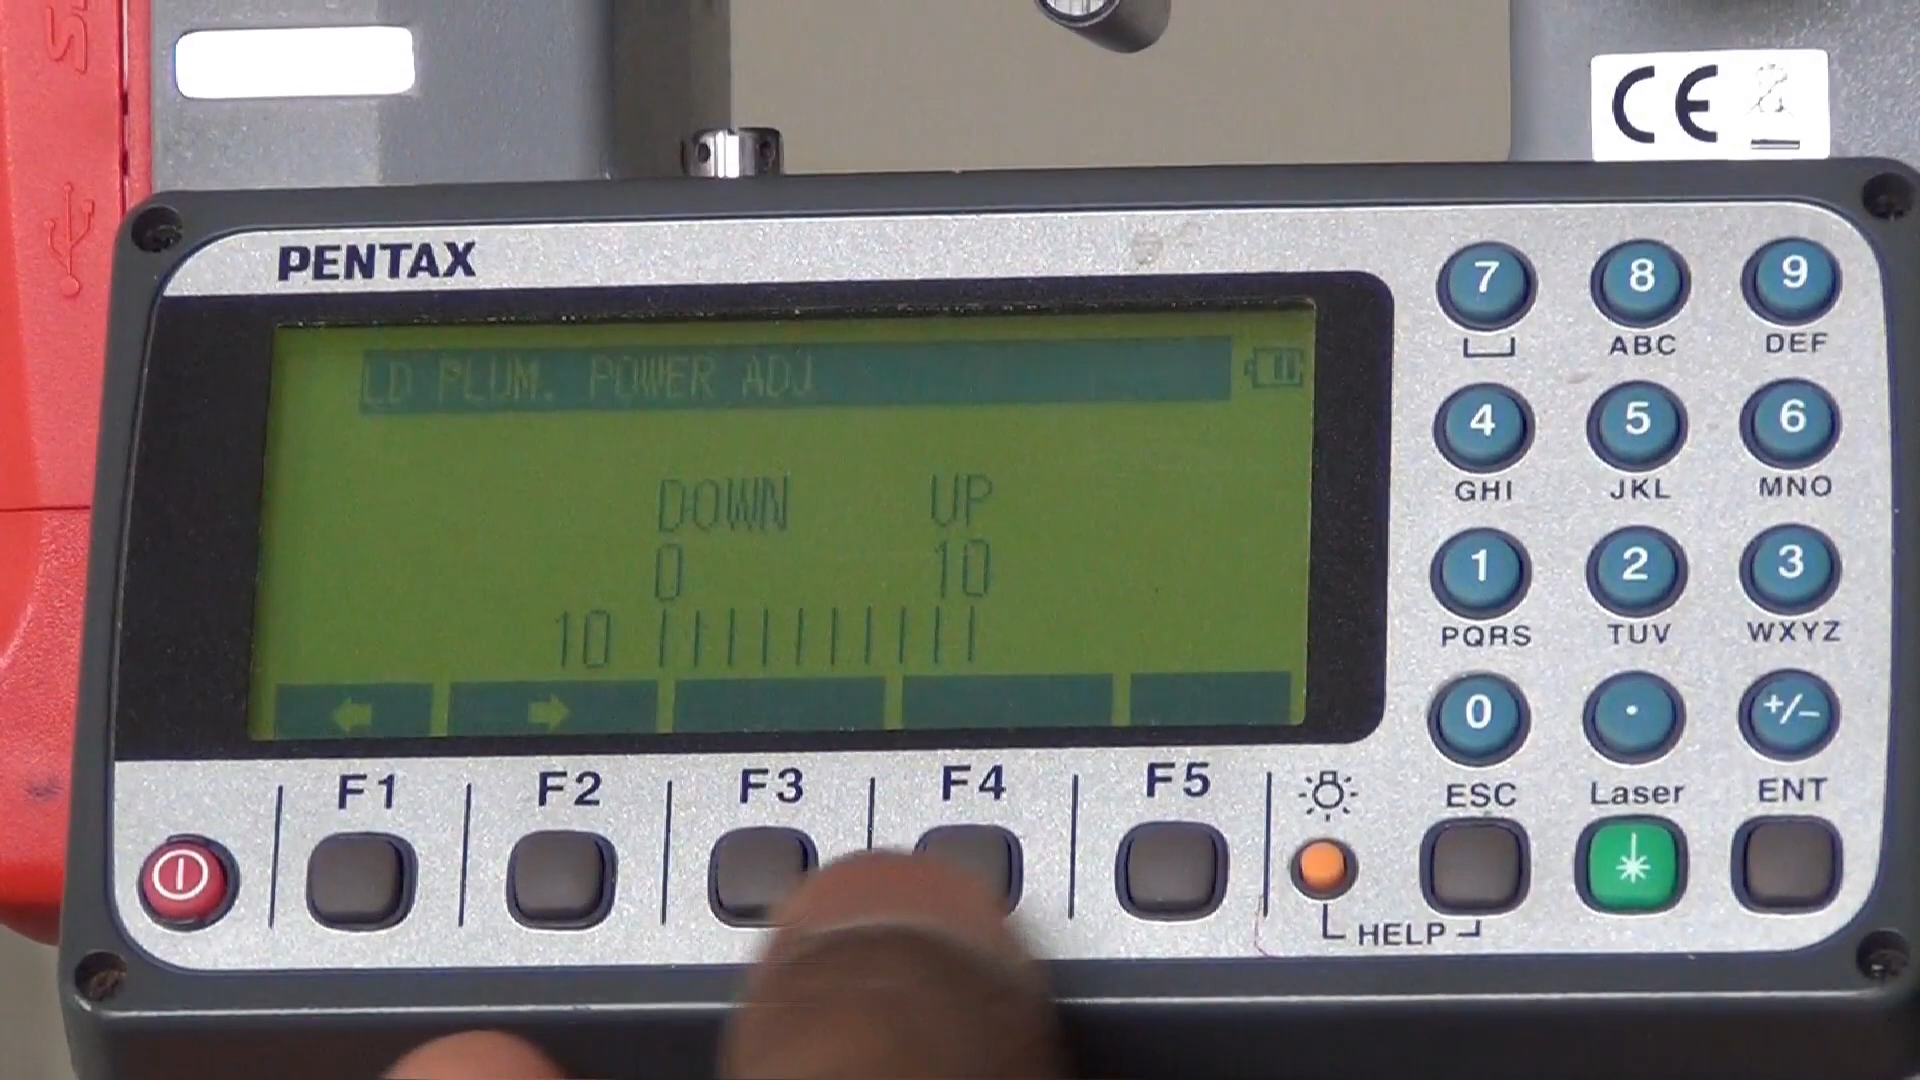 CE
PENTAX
LD PLUM. POWER ADJ
DOWN UP
0 10
10
7 8 9
ABC DEF
4 5 6
GHI JKL MNO
1 2 3
PQRS TUV WXYZ
0 . +/-
F1 F2 F3 F4 F5
ESC Laser ENT
HELP